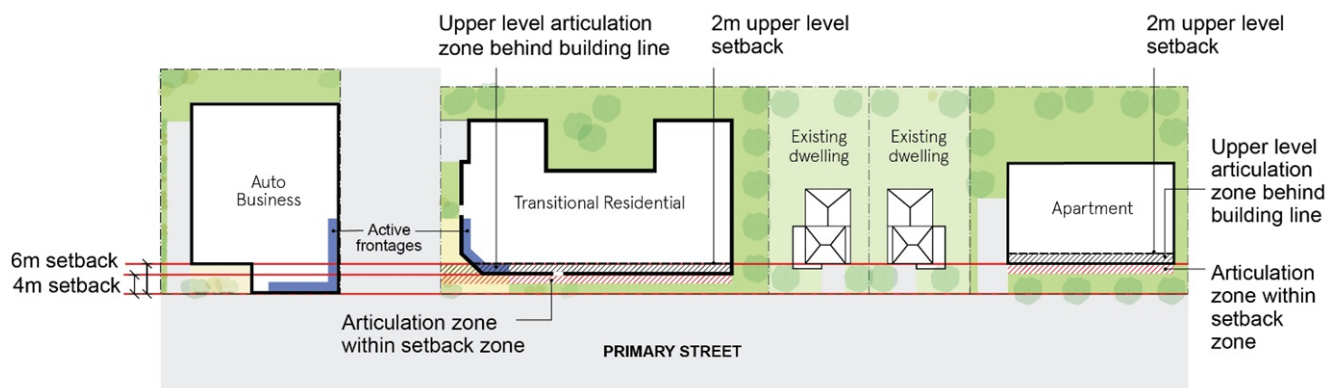 Upper level articulation
zone behind building line
2m upper level
setback
2m upper level
setback
Existing
dwelling
Existing
dwelling
Upper level
articulation
zone behind
building line
Auto
Business
Transitional Residential
Apartment
Active
frontages
6m setback
4m setback
Articulation
zone within
setback
zone
Articulation zone
within setback zone
PRIMARY STREET